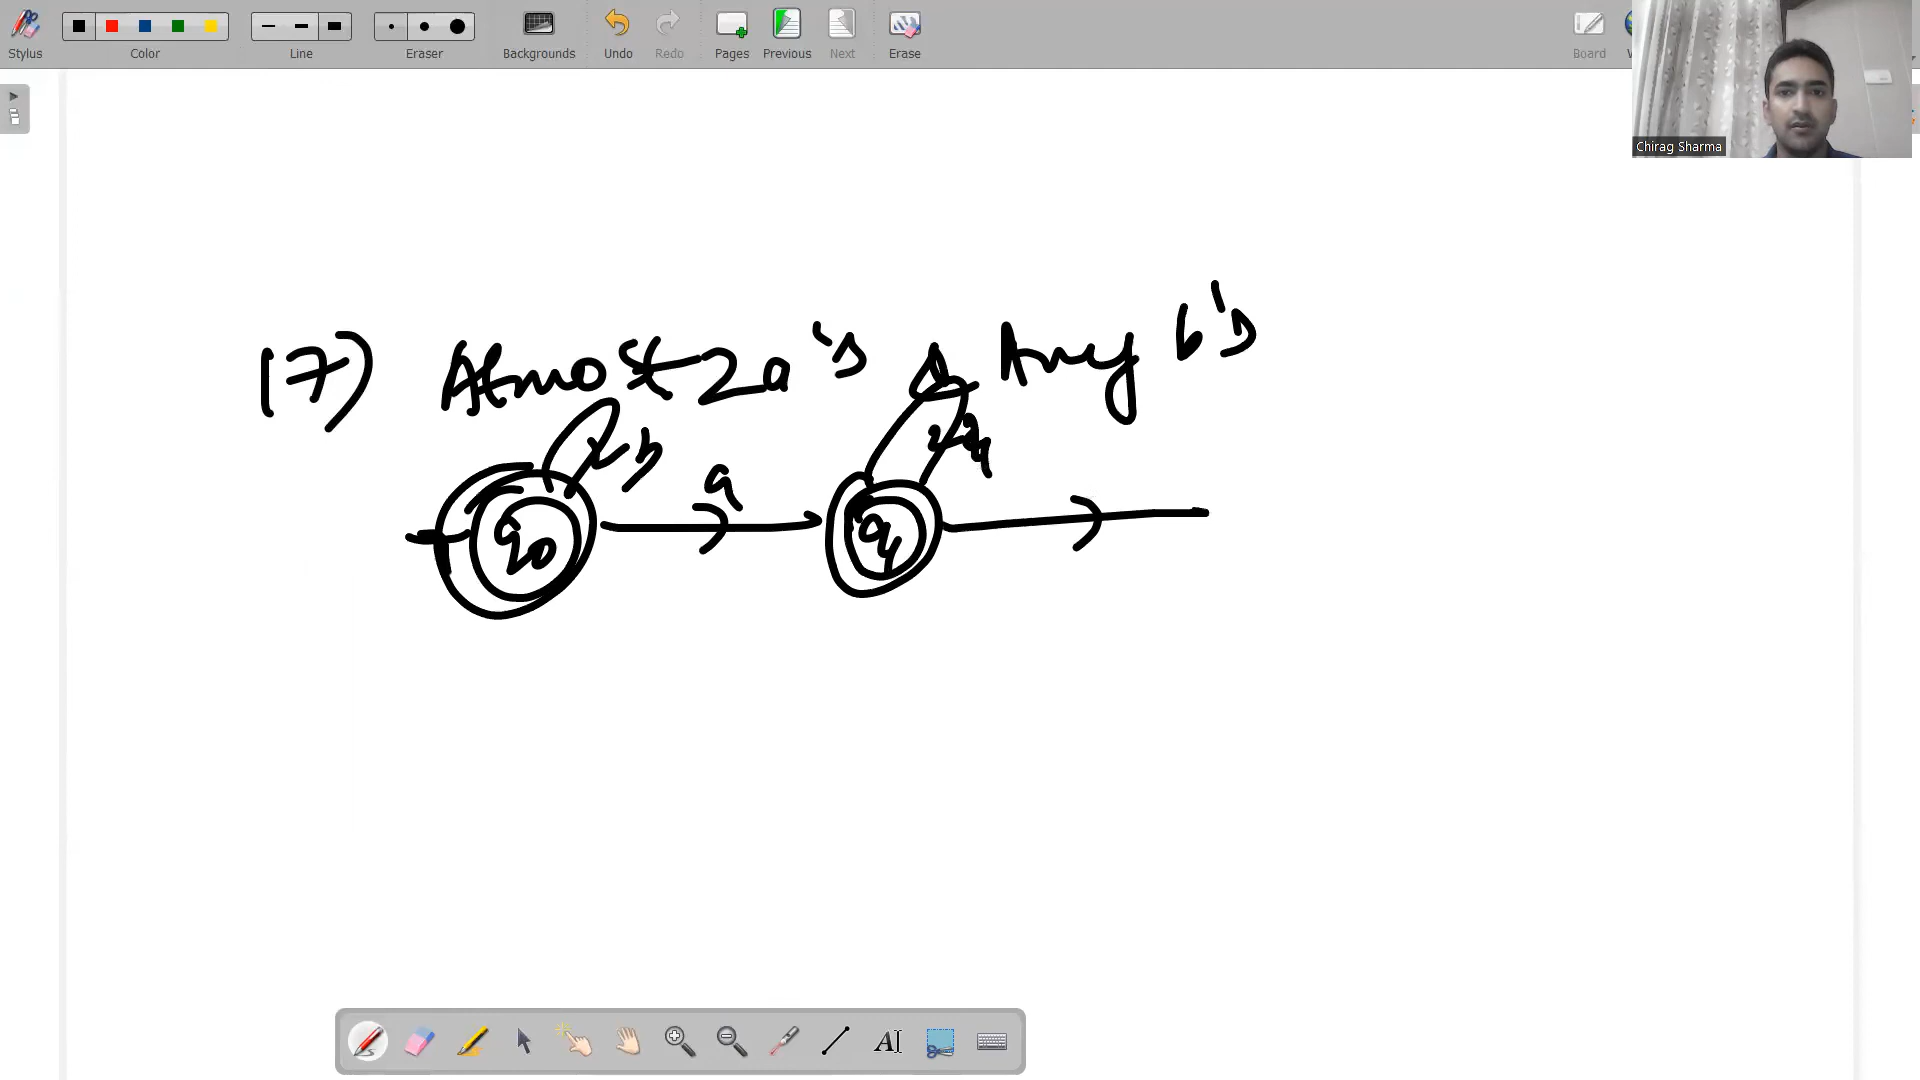 Stylus Color Line Eraser Backgrounds Undo Redo Pages Previous Next Erase Board
Chirag Sharma
(7) Atmost 2a's & Any b's
b
a
b
q0
q1